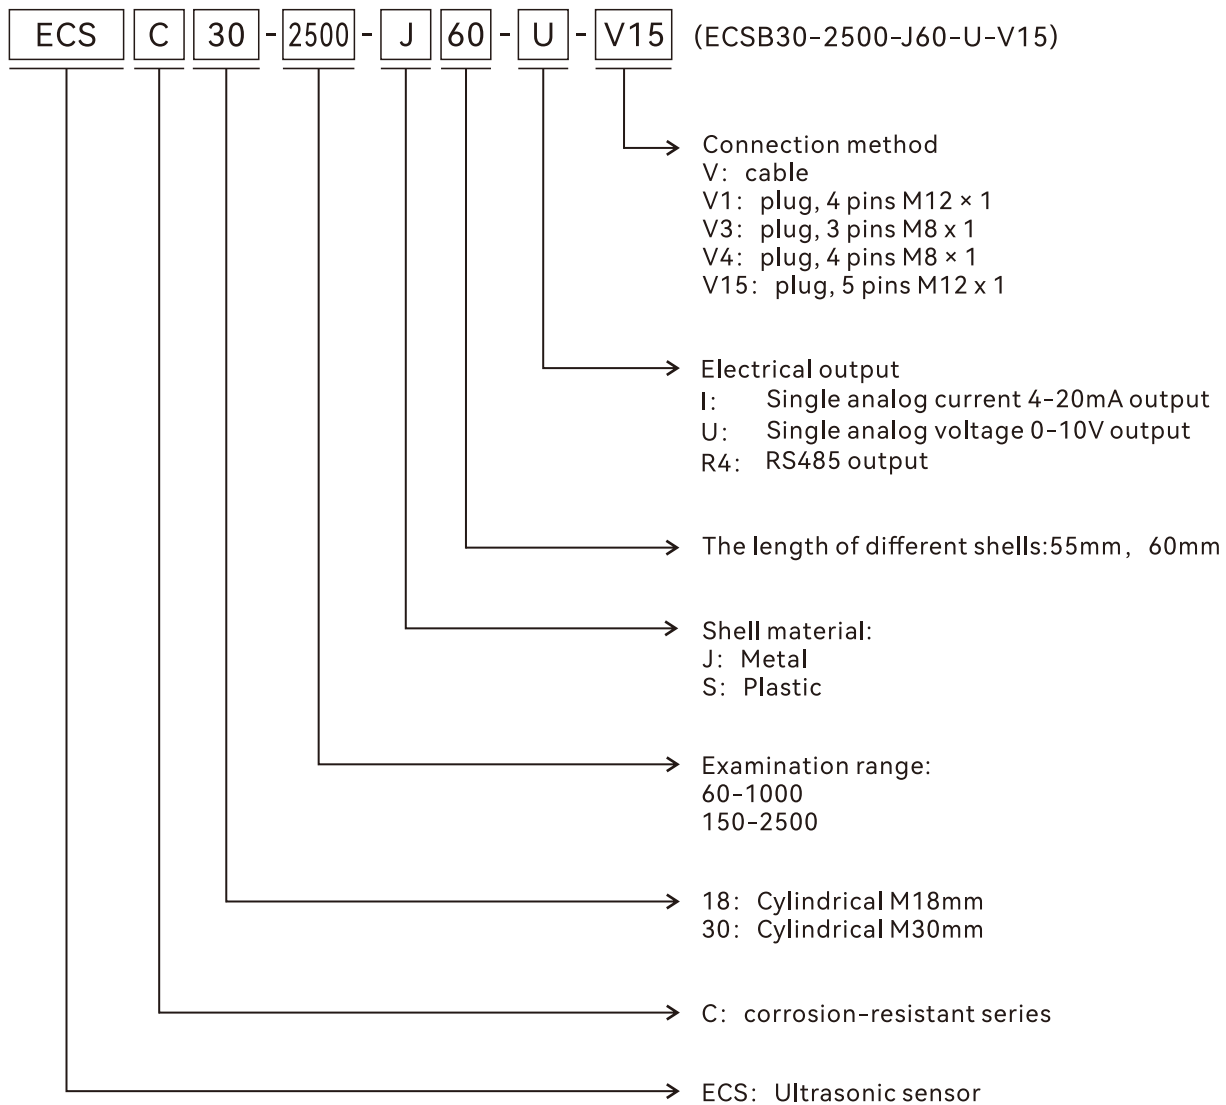 ECS C 30 - 2500 - J 60 - U - V15 (ECSB30-2500-J60-U-V15)
Connection method
V: cable
V1: plug, 4 pins M12 × 1
V3: plug, 3 pins M8 x 1
V4: plug, 4 pins M8 × 1
V15: plug, 5 pins M12 x 1
Electrical output
I: Single analog current 4-20mA output
U: Single analog voltage 0-10V output
R4: RS485 output
The length of different shells:55mm, 60mm
Shell material:
J: Metal
S: Plastic
Examination range:
60-1000
150-2500
18: Cylindrical M18mm
30: Cylindrical M30mm
C: corrosion-resistant series
ECS: Ultrasonic sensor